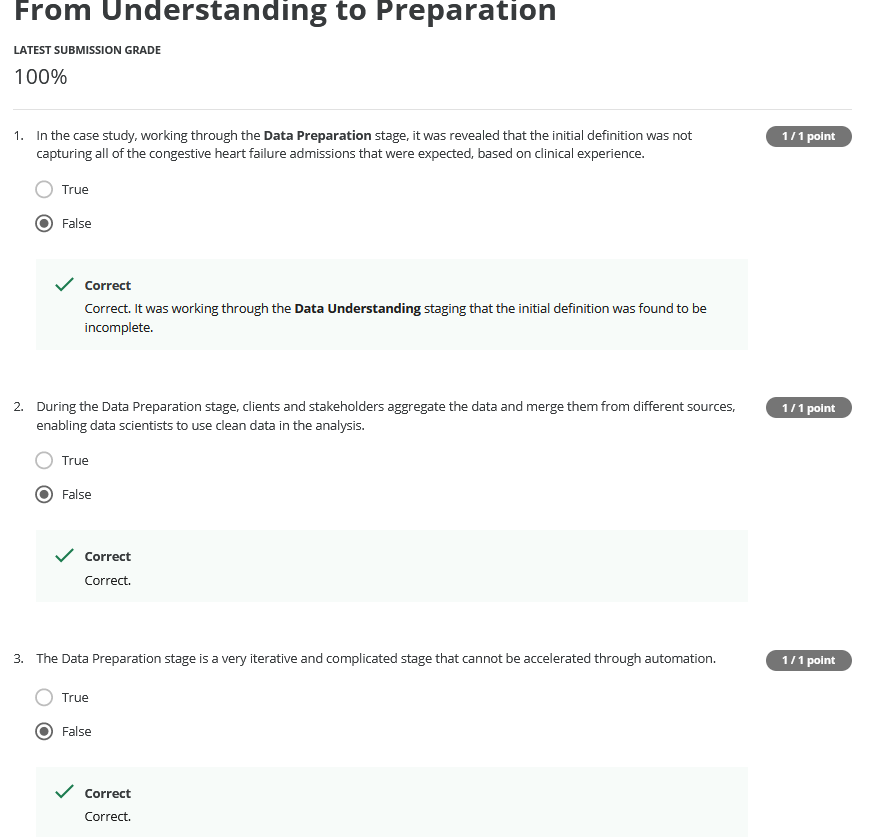 From Understanding to Preparation
LATEST SUBMISSION GRADE
100%
1. In the case study, working through the Data Preparation stage, it was revealed that the initial definition was not
1 / 1 point
capturing all of the congestive heart failure admissions that were expected, based on clinical experience.
True
False
Correct
Correct. It was working through the Data Understanding staging that the initial definition was found to be
incomplete.
2. During the Data Preparation stage, clients and stakeholders aggregate the data and merge them from different sources,
1 / 1 point
enabling data scientists to use clean data in the analysis.
True
False
Correct
Correct.
3. The Data Preparation stage is a very iterative and complicated stage that cannot be accelerated through automation.
1 / 1 point
True
False
Correct
Correct.